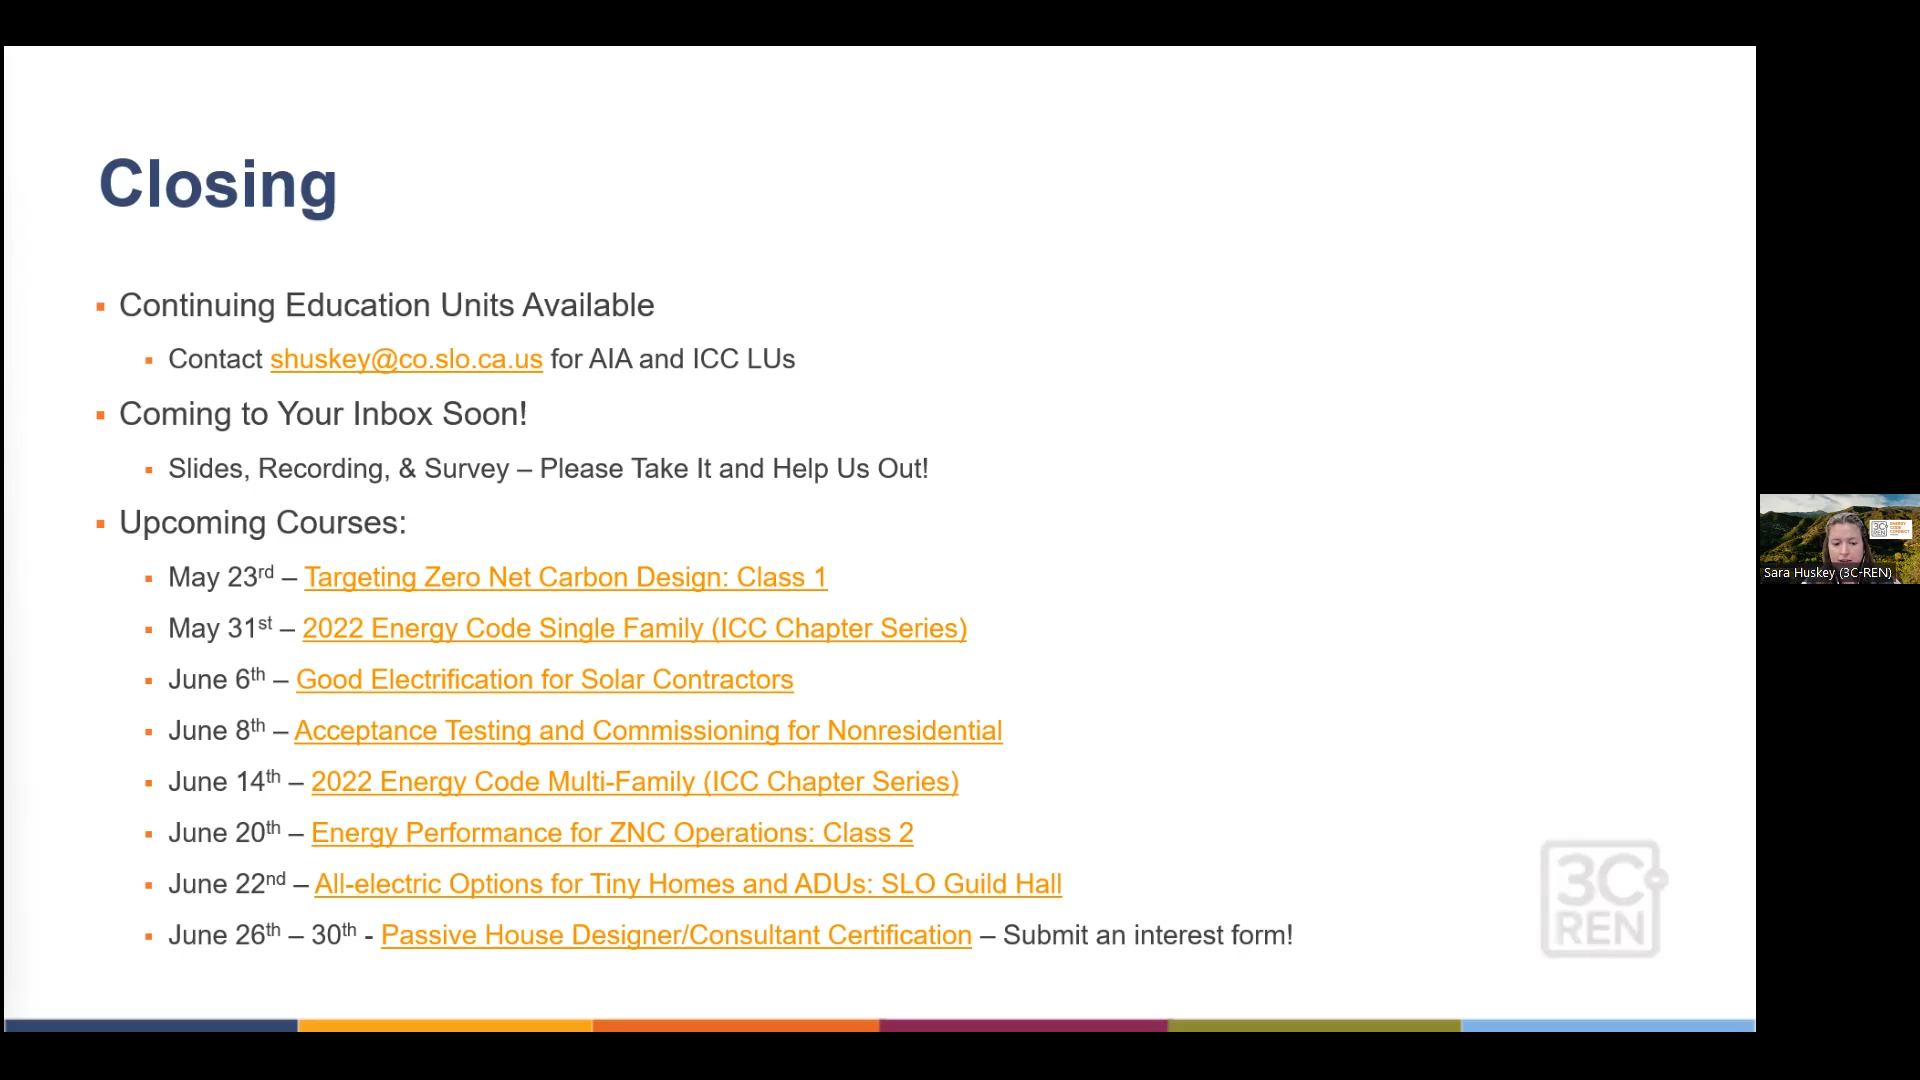 Closing
Continuing Education Units Available
Contact shuskey@co.slo.ca.us for AIA and ICC LUs
Coming to Your Inbox Soon!
Slides, Recording, & Survey – Please Take It and Help Us Out!
Upcoming Courses:
May 23rd – Targeting Zero Net Carbon Design: Class 1
May 31st – 2022 Energy Code Single Family (ICC Chapter Series)
June 6th – Good Electrification for Solar Contractors
June 8th – Acceptance Testing and Commissioning for Nonresidential
June 14th – 2022 Energy Code Multi-Family (ICC Chapter Series)
June 20th – Energy Performance for ZNC Operations: Class 2
June 22nd – All-electric Options for Tiny Homes and ADUs: SLO Guild Hall
June 26th – 30th - Passive House Designer/Consultant Certification – Submit an interest form!
3C
REN
3C
REN
ENERGY
CODE
CONNECT
Sara Huskey (3C-REN)